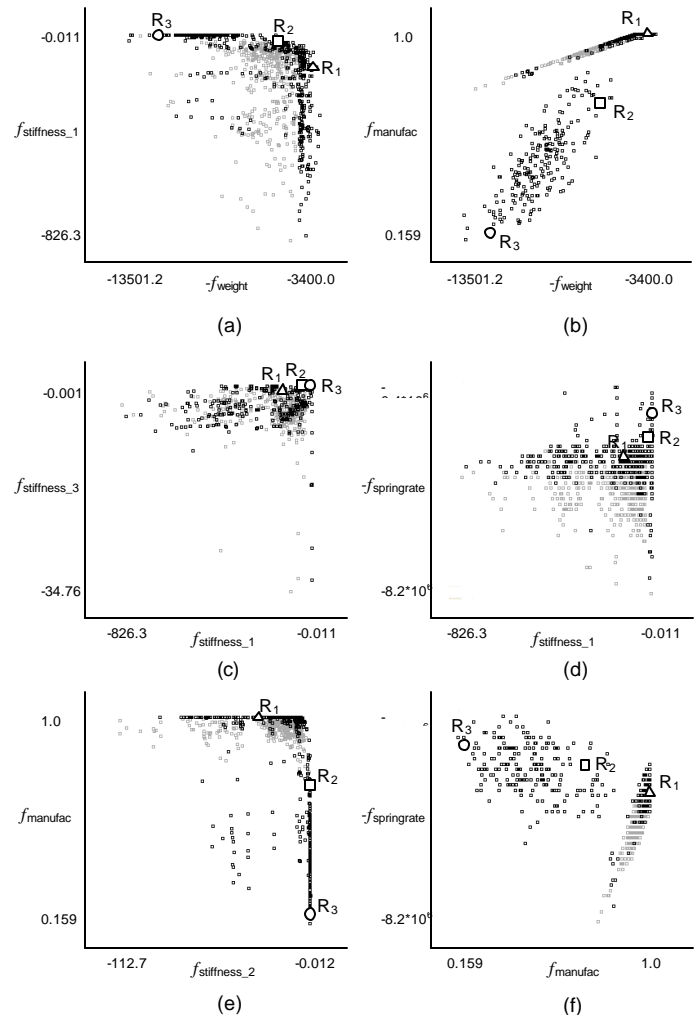 R3
R2
R1
-0.011
fstiffness_1
-826.3
-13501.2
-fweight
-3400.0
(a)
R1
1.0
fmanufac
R2
0.159
R3
-13501.2
-fweight
-3400.0
(b)
R1
R2
R3
-0.001
fstiffness_3
-34.76
-826.3
fstiffness_1
-0.011
(c)
R3
R2
-fspringrate
-8.2*10
-826.3
fstiffness_1
-0.011
(d)
R1
1.0
R2
fmanufac
R3
0.159
-112.7
fstiffness_2
-0.012
(e)
R3
R2
R1
-fspringrate
-8.2*10
0.159
fmanufac
1.0
(f)